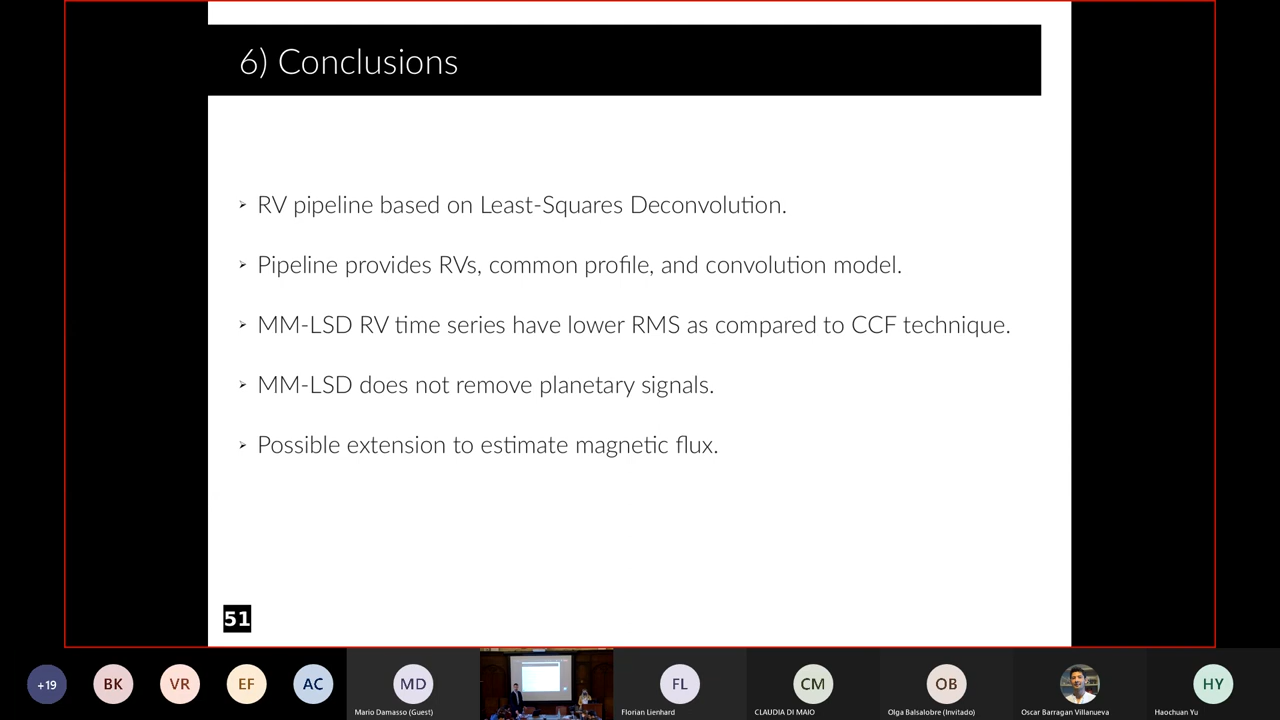 6) Conclusions
RV pipeline based on Least-Squares Deconvolution.
Pipeline provides RVs, common profile, and convolution model.
MM-LSD RV time series have lower RMS as compared to CCF technique.
MM-LSD does not remove planetary signals.
Possible extension to estimate magnetic flux.
51
+19
BK
VR
EF
AC
MD
FL
CM
OB
HY
Mario Damasso (Guest)
Florian Lienhard
CLAUDIA DI MAIO
Olga Balsalobre (Invitado)
Oscar Barragan Villanueva
Haochuan Yu